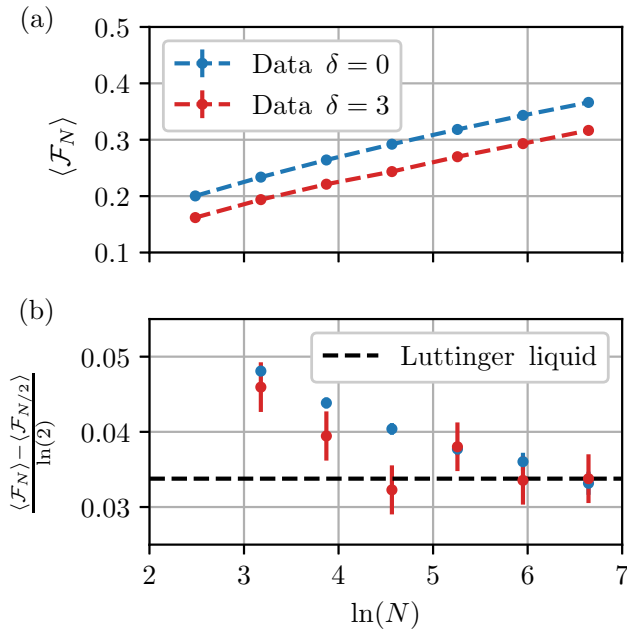 (a)
0.5
0.4
0.3
0.2
0.1
⟨𝓕_N⟩
Data δ = 0
Data δ = 3
(b)
0.05
0.04
0.03
⟨𝓕_N⟩−⟨𝓕_{N/2}⟩
ln(2)
Luttinger liquid
2 3 4 5 6 7
ln(N)